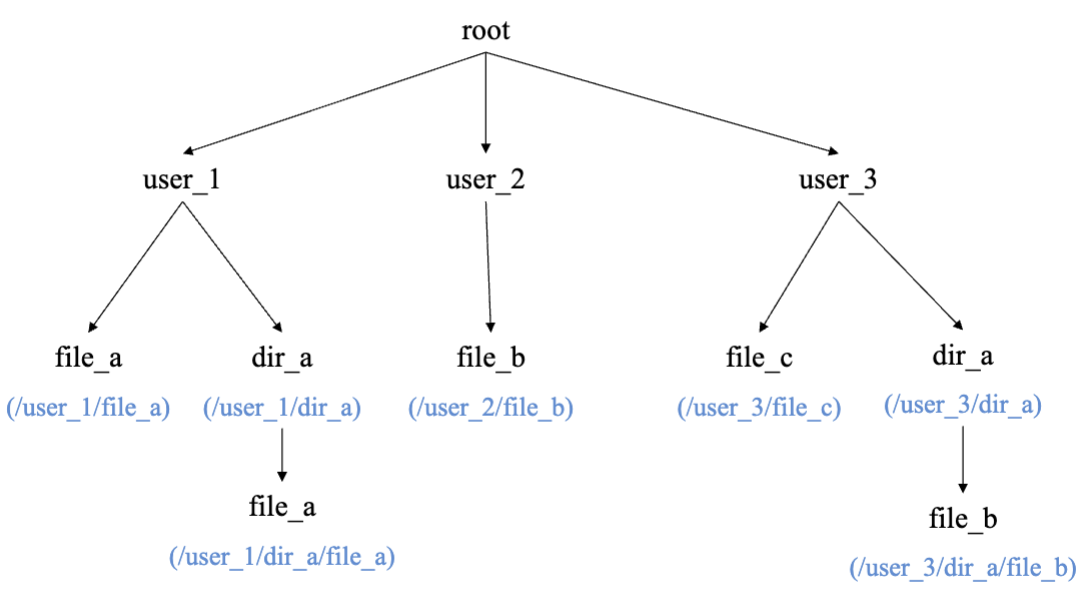 root
user_1
user_2
user_3
file_a
dir_a
file_b
file_c
dir_a
(/user_1/file_a)
(/user_1/dir_a)
(/user_2/file_b)
(/user_3/file_c)
(/user_3/dir_a)
file_a
file_b
(/user_1/dir_a/file_a)
(/user_3/dir_a/file_b)